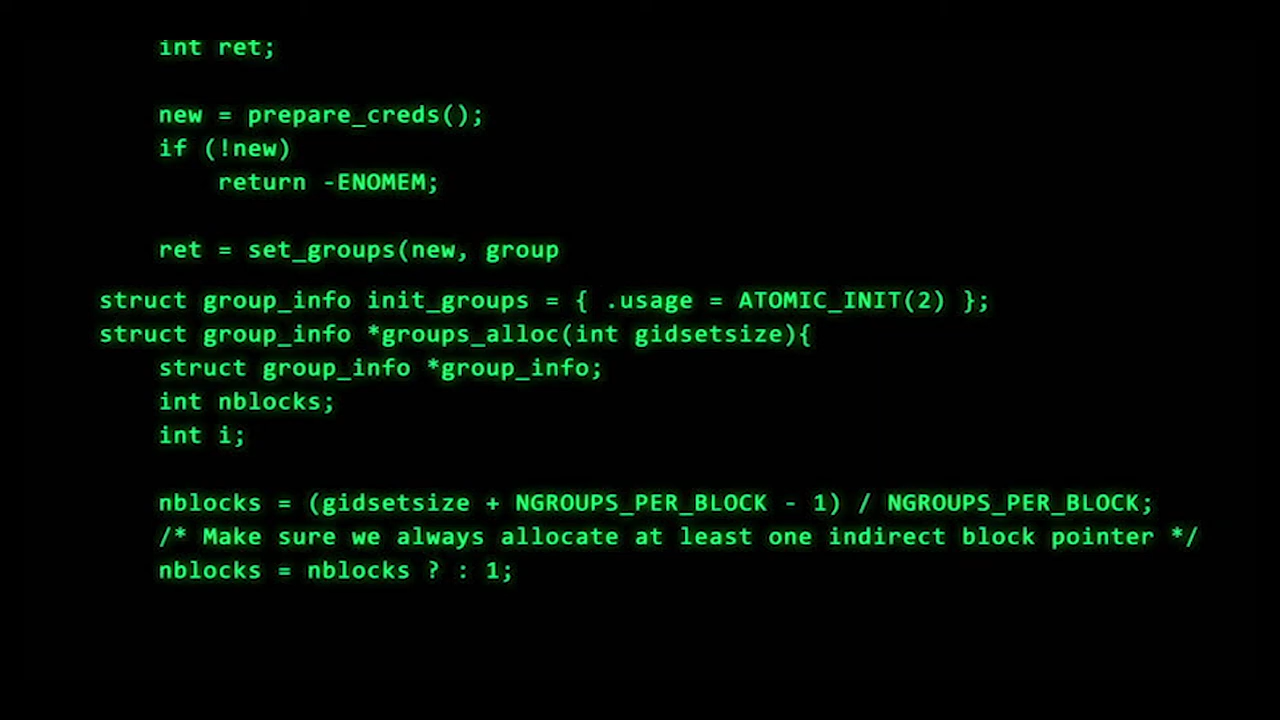 int ret;
new = prepare_creds();
if (!new)
return -ENOMEM;
ret = set_groups(new, group
struct group_info init_groups = { .usage = ATOMIC_INIT(2) };
struct group_info *groups_alloc(int gidsetsize){
struct group_info *group_info;
int nblocks;
int i;
nblocks = (gidsetsize + NGROUPS_PER_BLOCK - 1) / NGROUPS_PER_BLOCK;
/* Make sure we always allocate at least one indirect block pointer */
nblocks = nblocks ? : 1;